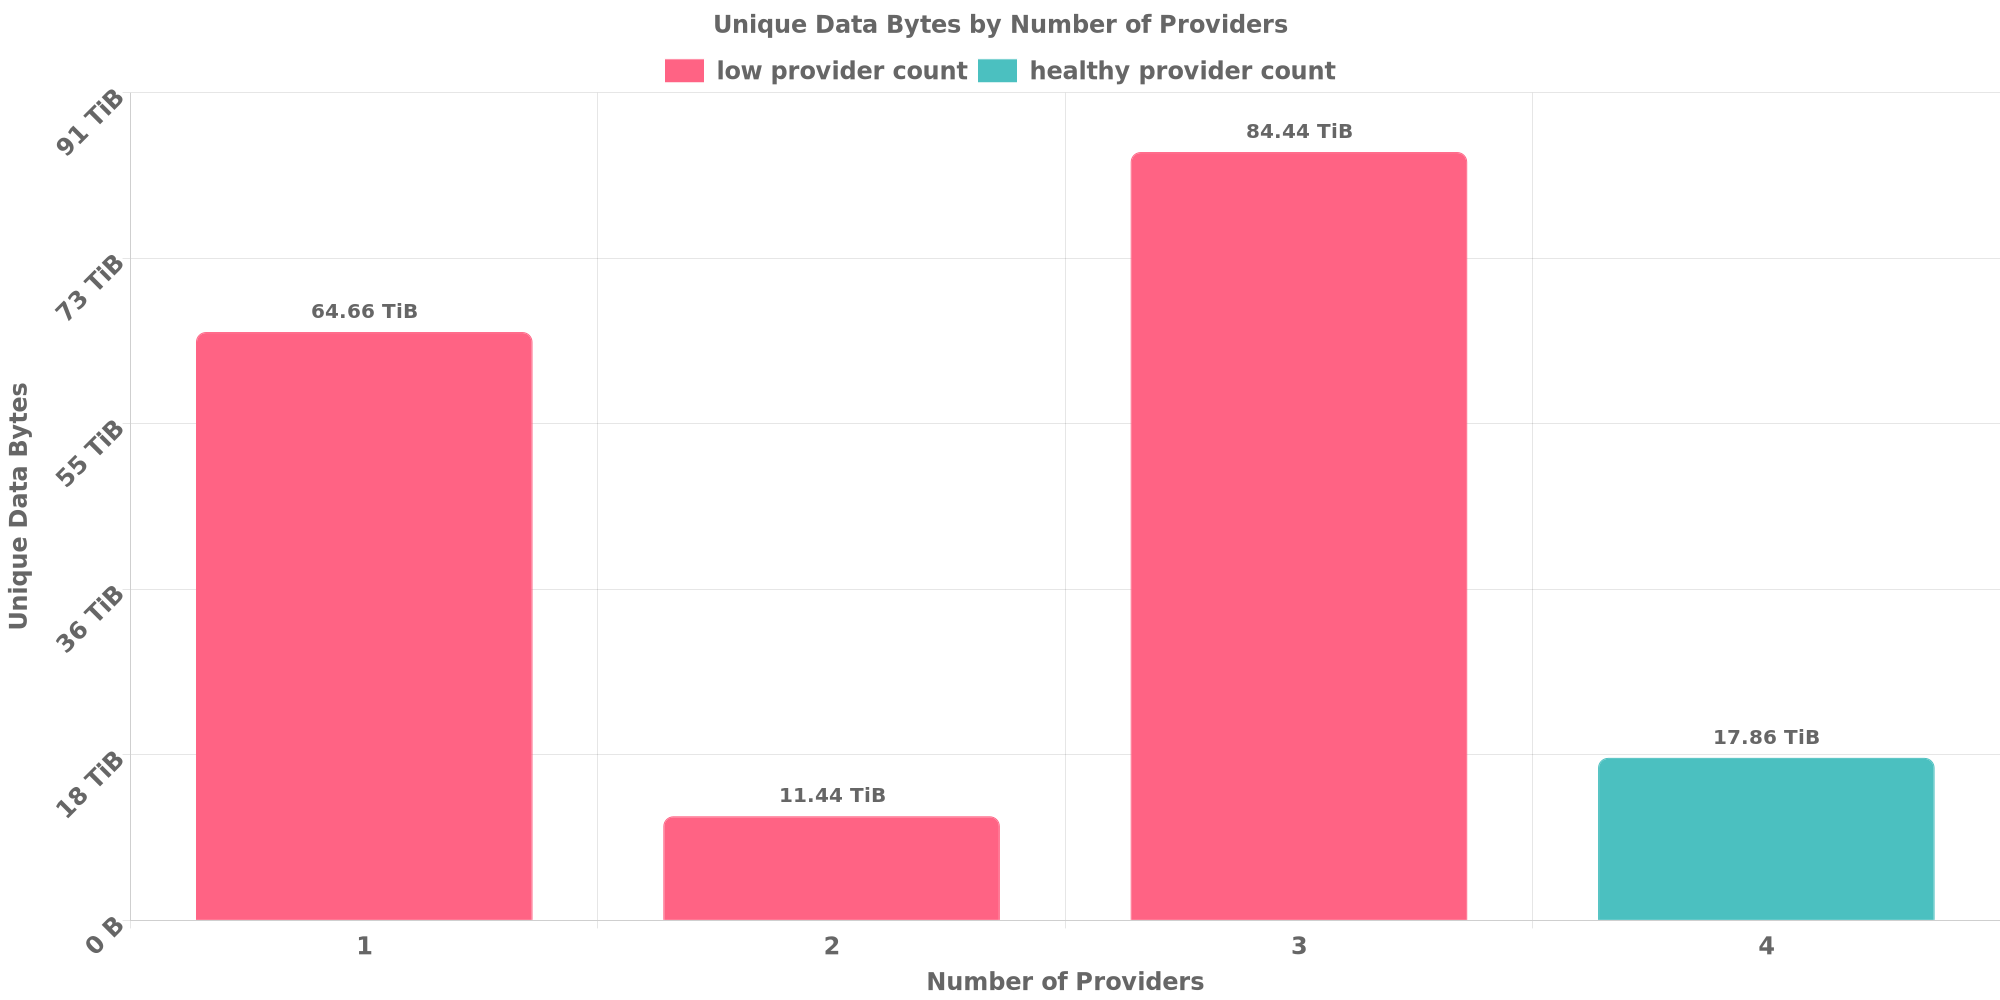 Unique Data Bytes by Number of Providers
low provider count healthy provider count
91 TiB
73 TiB
55 TiB
36 TiB
18 TiB
0 B
Unique Data Bytes
64.66 TiB
11.44 TiB
84.44 TiB
17.86 TiB
1 2 3 4
Number of Providers